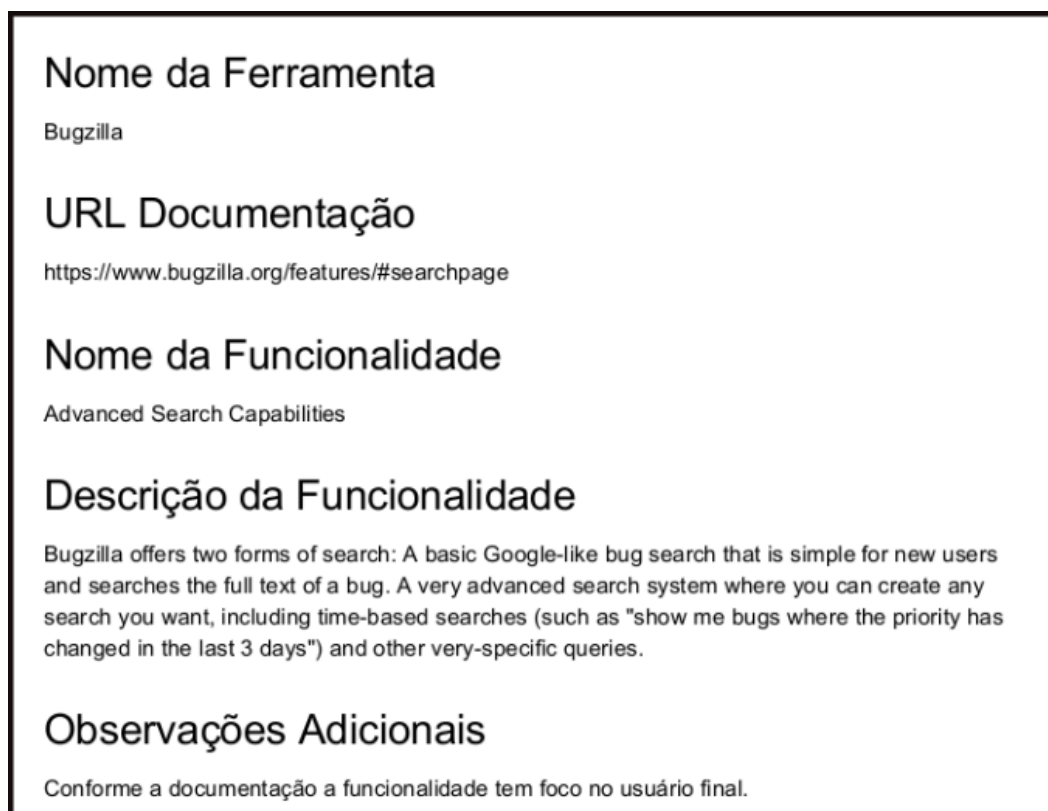 Nome da Ferramenta
Bugzilla
URL Documentação
https://www.bugzilla.org/features/#searchpage
Nome da Funcionalidade
Advanced Search Capabilities
Descrição da Funcionalidade
Bugzilla offers two forms of search: A basic Google-like bug search that is simple for new users
and searches the full text of a bug. A very advanced search system where you can create any
search you want, including time-based searches (such as "show me bugs where the priority has
changed in the last 3 days") and other very-specific queries.
Observações Adicionais
Conforme a documentação a funcionalidade tem foco no usuário final.